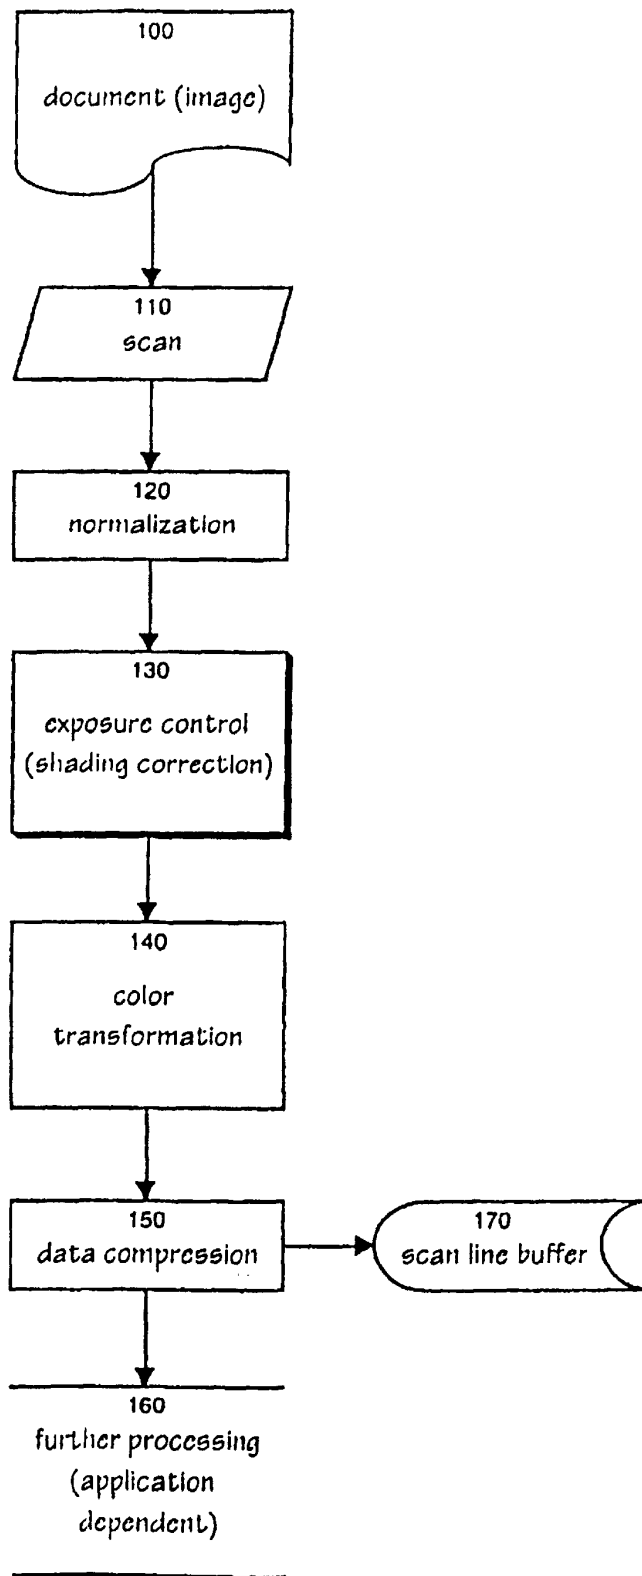 100
document (image)
110
scan
120
normalization
130
exposure control
(shading correction)
140
color
transformation
150
data compression
170
scan line buffer
160
further processing
(application
dependent)